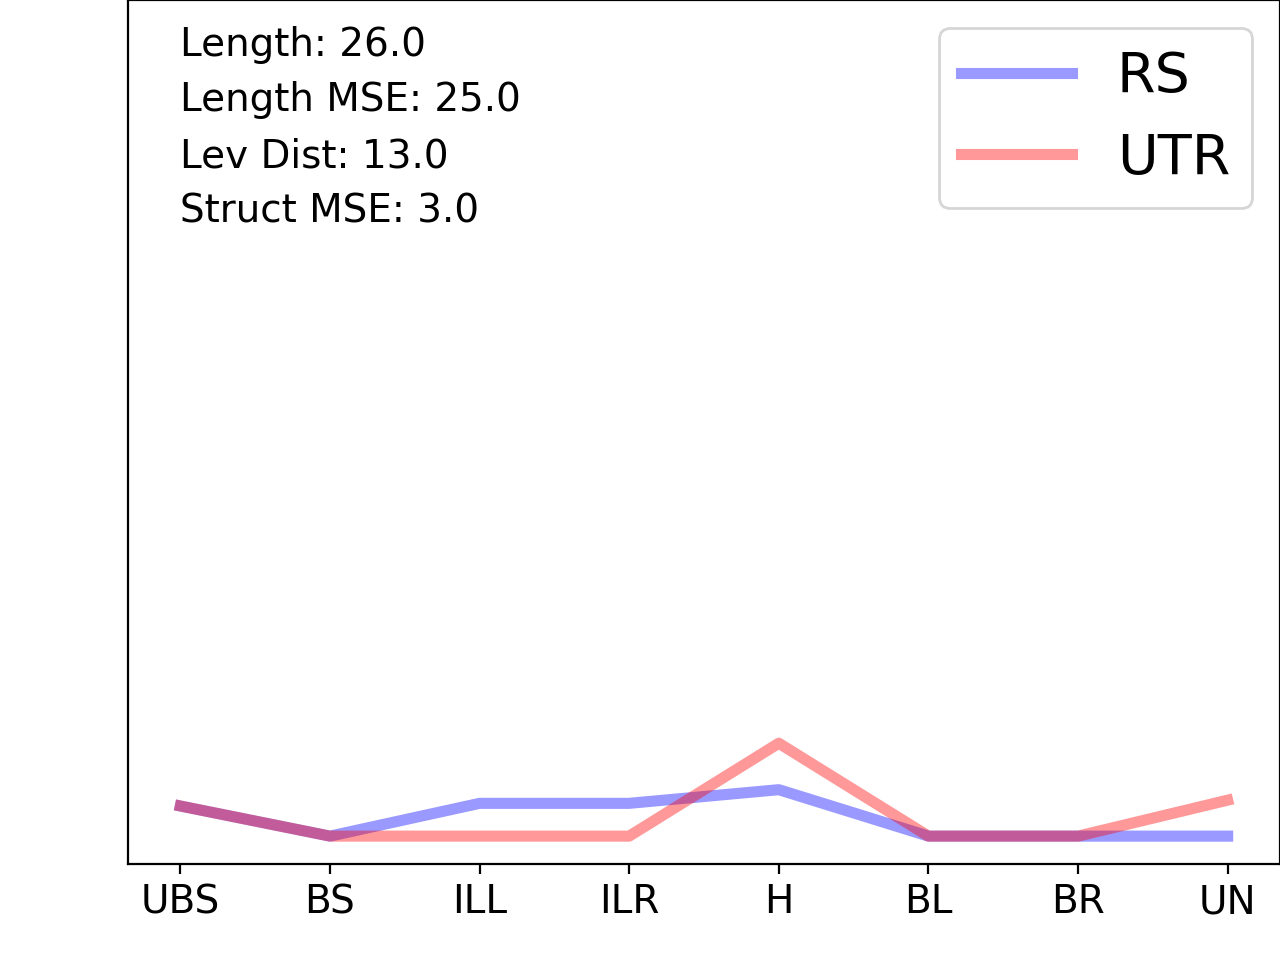 Length: 26.0
Length MSE: 25.0
Lev Dist: 13.0
Struct MSE: 3.0
RS
UTR
UBS BS ILL ILR H BL BR UN